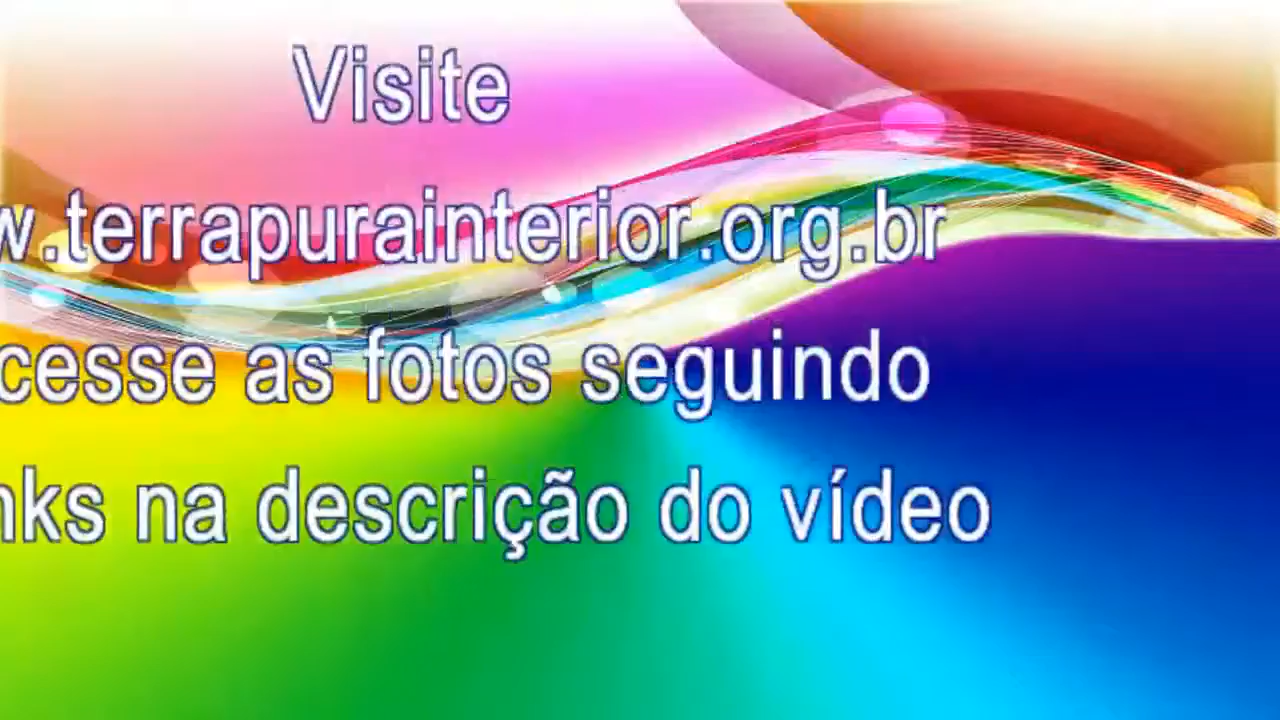 Visite
w.terrapurainterior.org.br
cesse as fotos seguindo
nks na descrição do vídeo